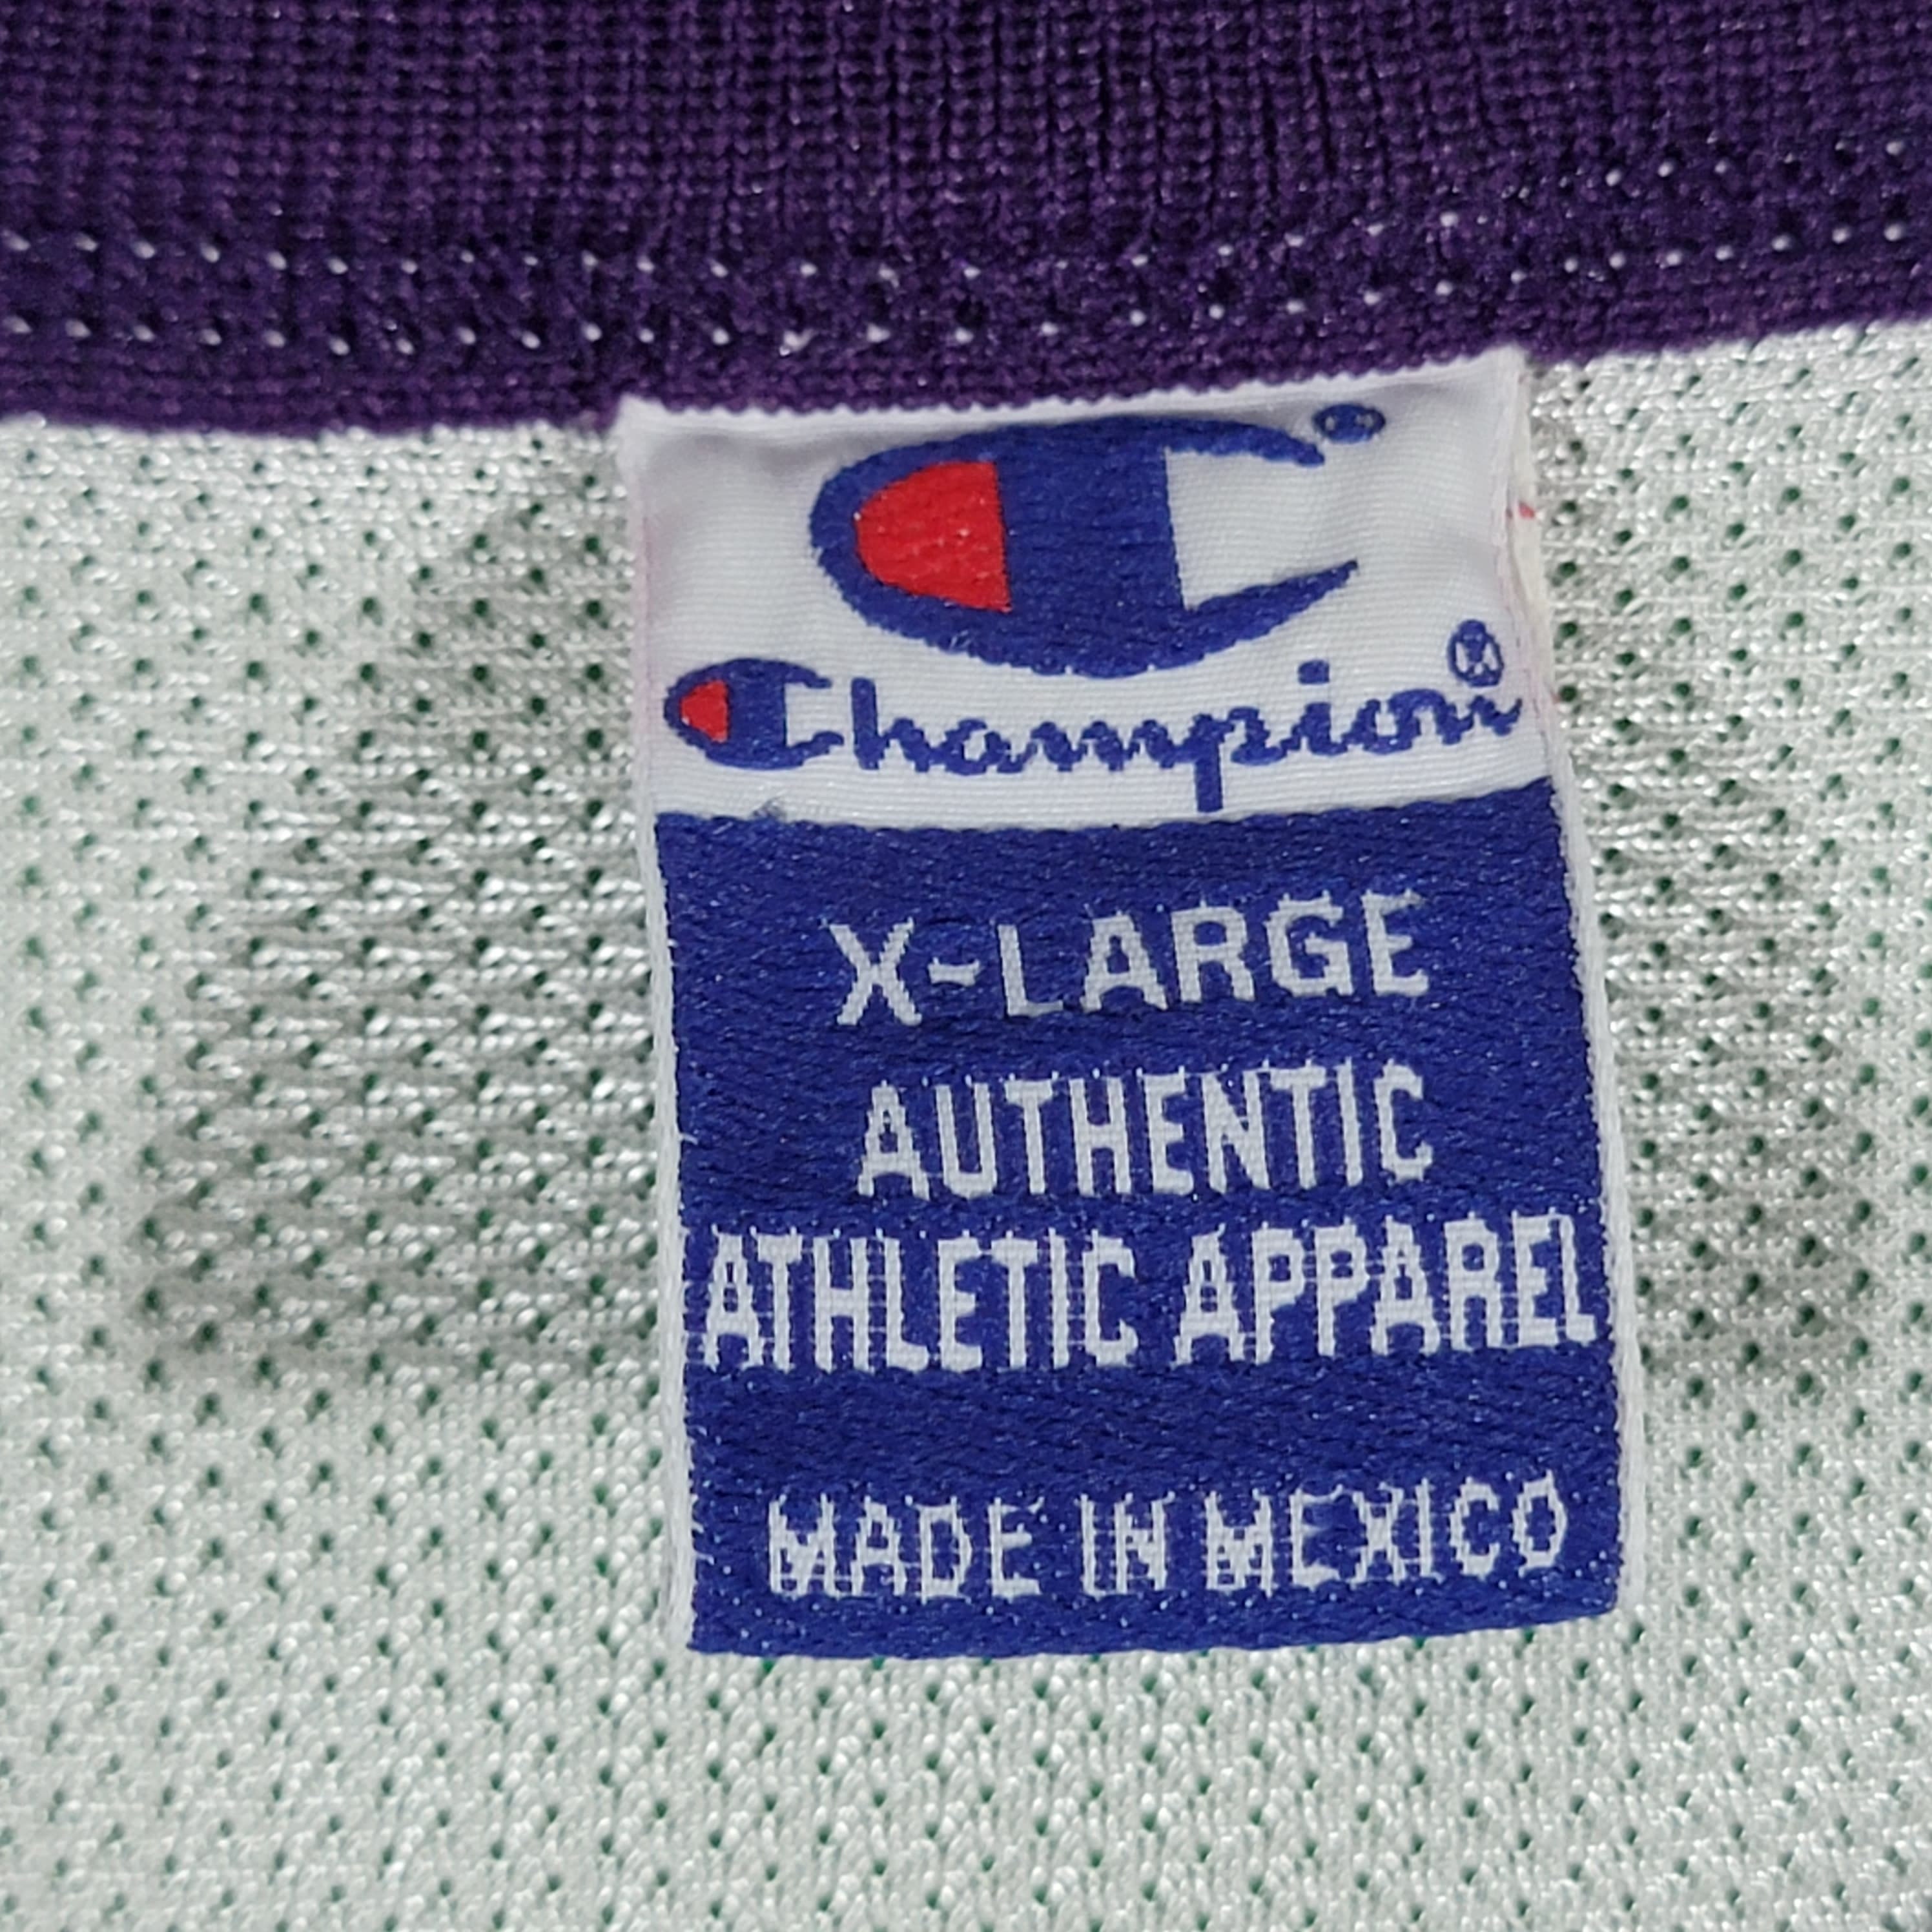 Champion
X-LARGE
AUTHENTIC
ATHLETIC APPAREL
MADE IN MEXICO